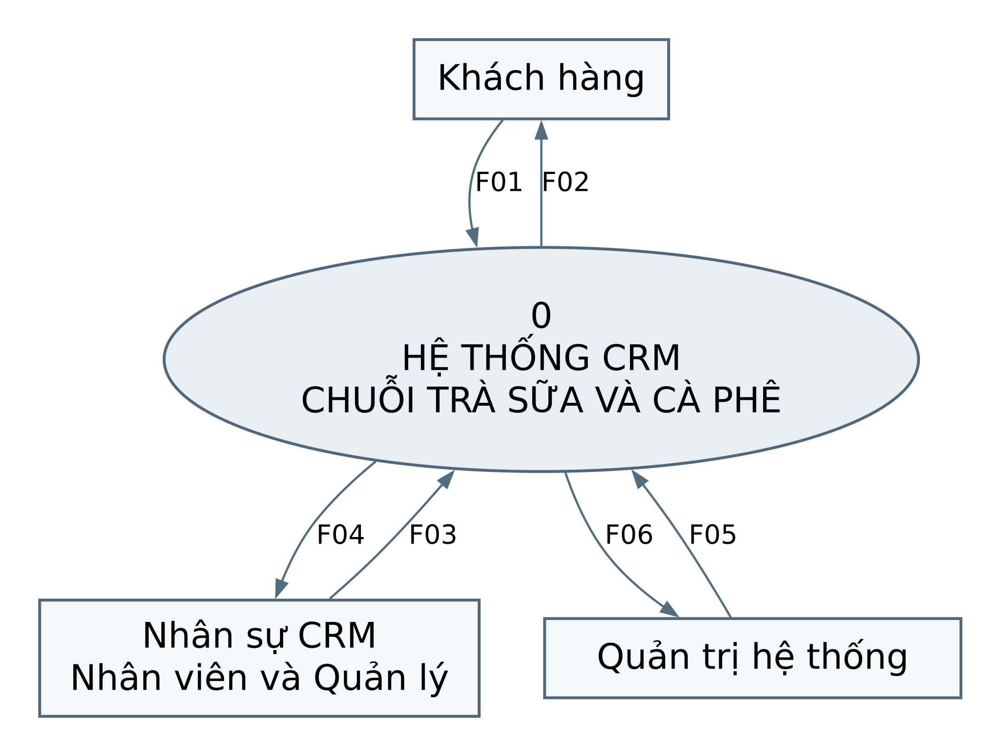 Khách hàng
F01
F02
0
HỆ THỐNG CRM
CHUỖI TRÀ SỮA VÀ CÀ PHÊ
F04
F03
F06
F05
Nhân sự CRM
Nhân viên và Quản lý
Quản trị hệ thống